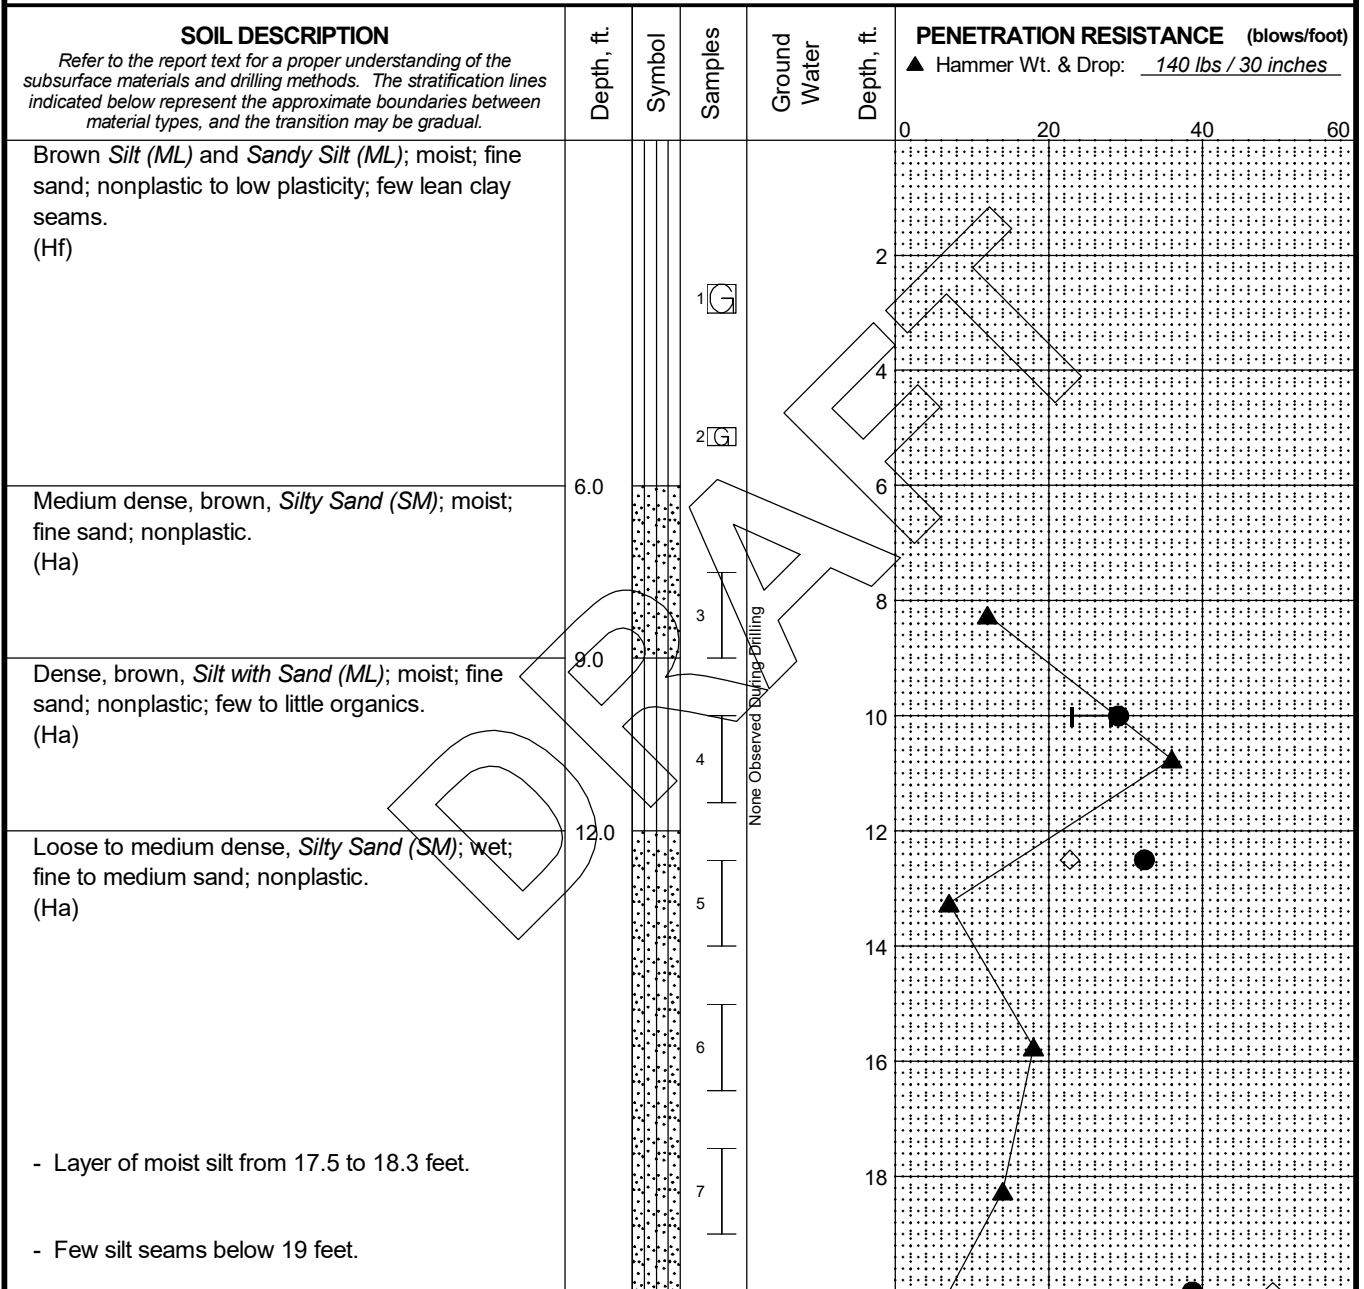 SOIL DESCRIPTION
Refer to the report text for a proper understanding of the
subsurface materials and drilling methods. The stratification lines
indicated below represent the approximate boundaries between
material types, and the transition may be gradual.
Depth, ft.
Symbol
Samples
Ground
Water
Depth, ft.
PENETRATION RESISTANCE (blows/foot)
▲ Hammer Wt. & Drop: 140 lbs / 30 inches
0 20 40 60
Brown Silt (ML) and Sandy Silt (ML); moist; fine
sand; nonplastic to low plasticity; few lean clay
seams.
(Hf)
2
1 G
4
2 G
6.0
6
Medium dense, brown, Silty Sand (SM); moist;
fine sand; nonplastic.
(Ha)
8
3
9.0
Dense, brown, Silt with Sand (ML); moist; fine
sand; nonplastic; few to little organics.
(Ha)
10
4
None Observed During Drilling
12.0
12
Loose to medium dense, Silty Sand (SM); wet;
fine to medium sand; nonplastic.
(Ha)
5
14
6
16
- Layer of moist silt from 17.5 to 18.3 feet.
18
7
- Few silt seams below 19 feet.
DRAFT